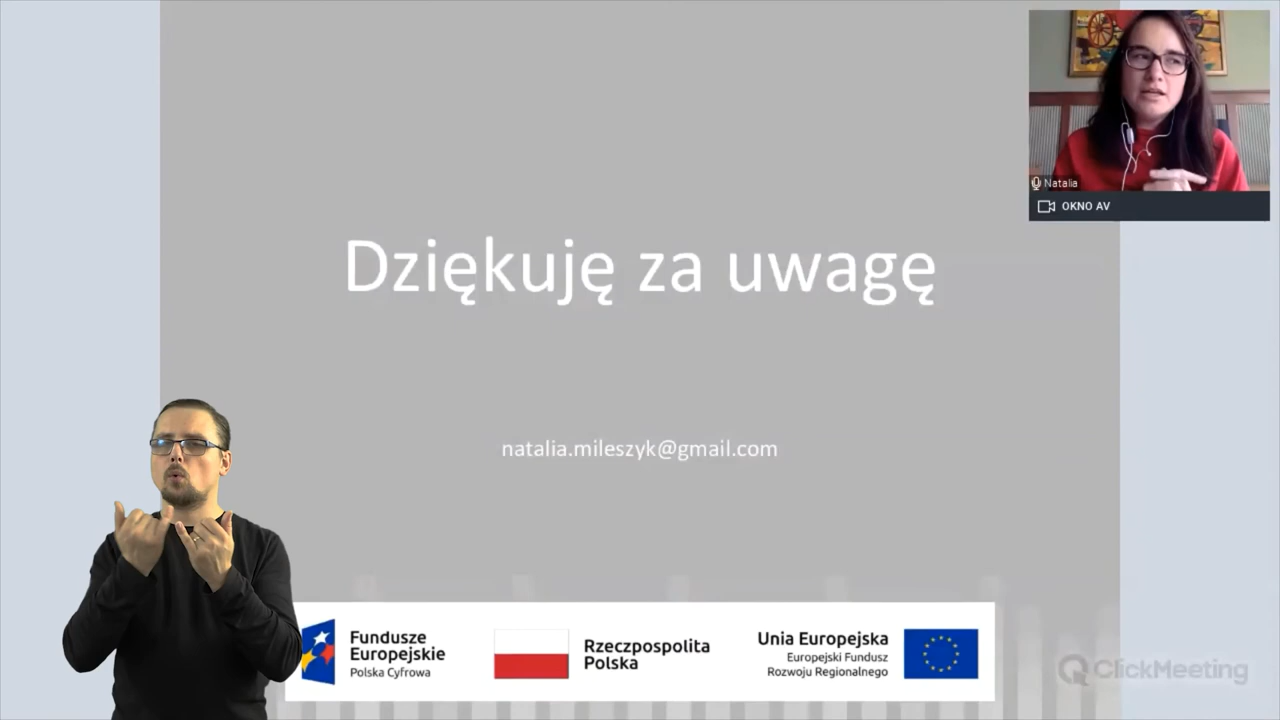 Natalia
OKNO AV
Dziękuję za uwagę
natalia.mileszyk@gmail.com
Fundusze
Europejskie
Polska Cyfrowa
Rzeczpospolita
Polska
Unia Europejska
Europejski Fundusz
Rozwoju Regionalnego
ClickMeeting